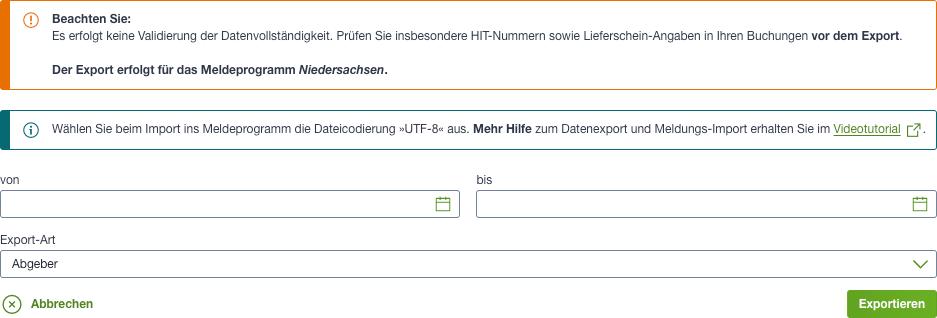 Beachten Sie:
Es erfolgt keine Validierung der Datenvollständigkeit. Prüfen Sie insbesondere HIT-Nummern sowie Lieferschein-Angaben in Ihren Buchungen vor dem Export.
Der Export erfolgt für das Meldeprogramm Niedersachsen.
Wählen Sie beim Import ins Meldeprogramm die Dateicodierung »UTF-8« aus. Mehr Hilfe zum Datenexport und Meldungs-Import erhalten Sie im Videotutorial .
von bis
Export-Art
Abgeber
Abbrechen Exportieren